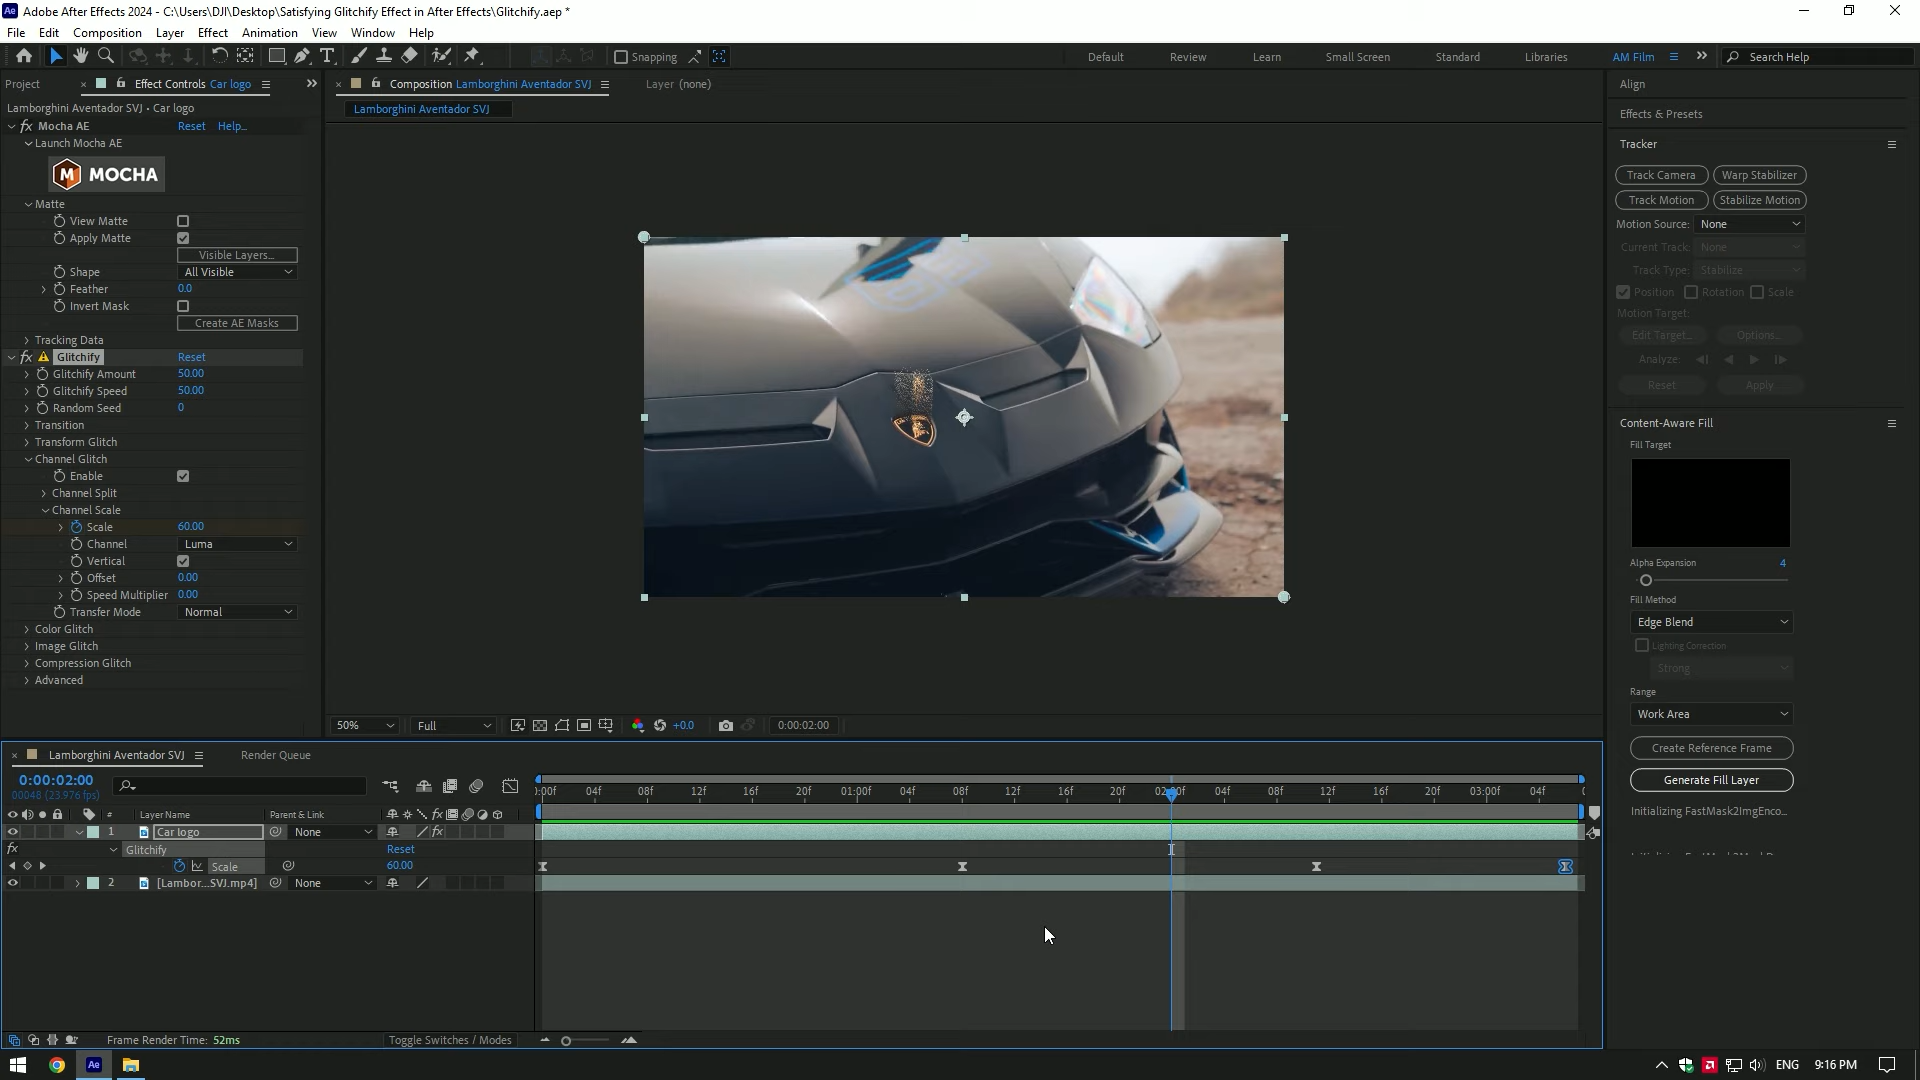 Adobe After Effects 2024 - C:\Users\DJI\Desktop\Satisfying Glitchify Effect in After Effects\Glitchify.aep *
File Edit Composition Layer Effect Animation View Window Help
Snapping Default Review Learn Small Screen Standard Libraries AM Film Search Help
Project Effect Controls Car logo
Composition Lamborghini Aventador SVJ Layer (none)
Lamborghini Aventador SVJ
Lamborghini Aventador SVJ • Car logo
Mocha AE Reset Help...
Launch Mocha AE
M MOCHA
Matte
View Matte
Apply Matte
Visible Layers...
Shape All Visible
Feather 0.0
Invert Mask
Create AE Masks
Tracking Data
Glitchify Reset
Glitchify Amount 50.00
Glitchify Speed 50.00
Random Seed 0
Transition
Transform Glitch
Channel Glitch
Enable
Channel Split
Channel Scale
Scale 60.00
Channel Luma
Vertical
Offset 0.00
Speed Multiplier 0.00
Transfer Mode Normal
Color Glitch
Image Glitch
Compression Glitch
Advanced
50% Full +0.0 0:00:02:00
Align
Effects & Presets
Tracker
Track Camera Warp Stabilizer
Track Motion Stabilize Motion
Motion Source: None
Current Track: None
Track Type: Stabilize
Position Rotation Scale
Motion Target:
Edit Target... Options...
Analyze:
Reset Apply
Content-Aware Fill
Fill Target
Alpha Expansion 4
Fill Method
Edge Blend
Lighting Correction
Strong
Range
Work Area
Create Reference Frame
Generate Fill Layer
Initializing FastMask2ImgEnco...
Lamborghini Aventador SVJ Render Queue
0:00:02:00
00048 (23.976 fps)
):00f 04f 08f 12f 16f 20f 01:00f 04f 08f 12f 16f 20f 02:00f 04f 08f 12f 16f 20f 03:00f 04f
# Layer Name Parent & Link
1 Car logo None
Glitchify Reset
Scale 60.00
2 [Lambor...SVJ.mp4] None
Frame Render Time: 52ms Toggle Switches / Modes
Ae ENG 9:16 PM